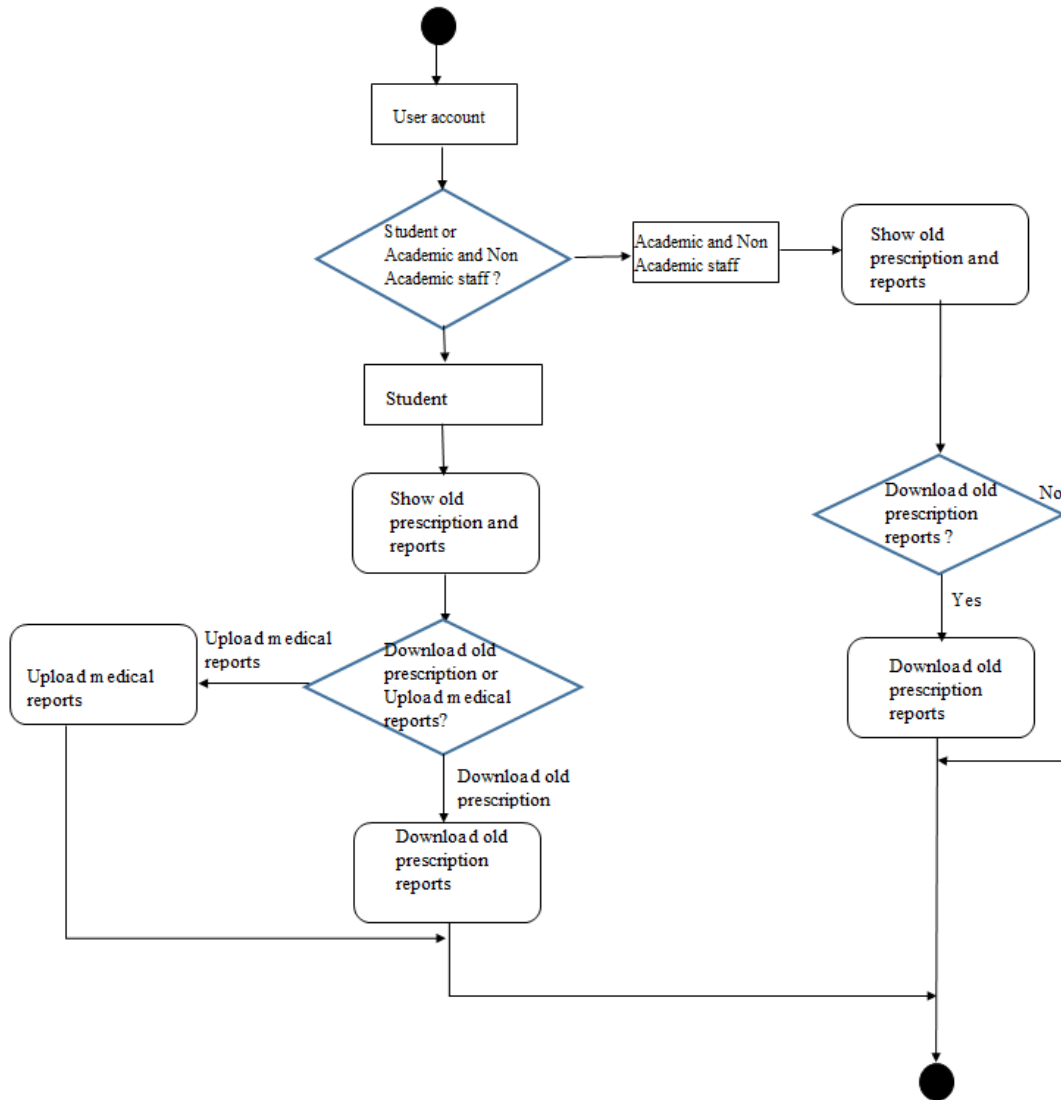 User account
Student or
Academic and Non
Academic staff ?
Academic and Non
Academic staff
Show old
prescription and
reports
Student
Show old
prescription and
reports
Download old
prescription
reports ?
No
Yes
Upload medical
reports
Upload medical
reports
Download old
prescription or
Upload medical
reports?
Download old
prescription
reports
Download old
prescription
Download old
prescription
reports